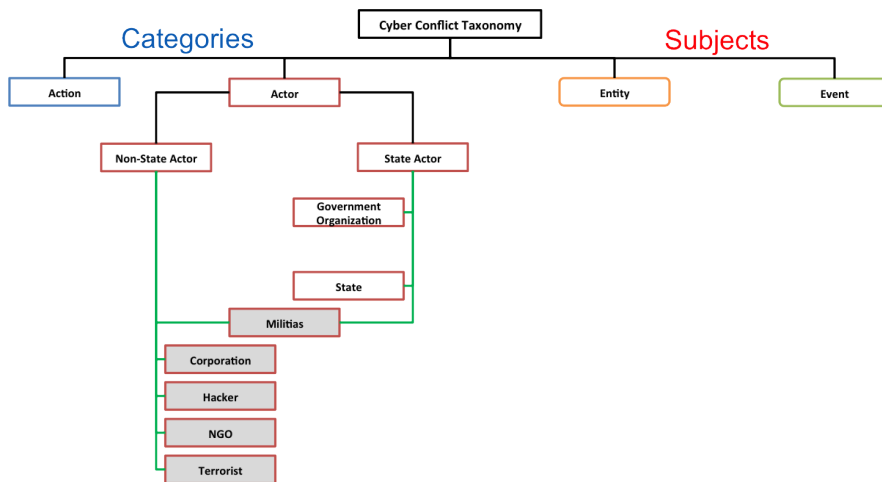 Cyber Conflict Taxonomy
Categories
Subjects
Action
Actor
Entity
Event
Non-State Actor
State Actor
Government
Organization
State
Militias
Corporation
Hacker
NGO
Terrorist